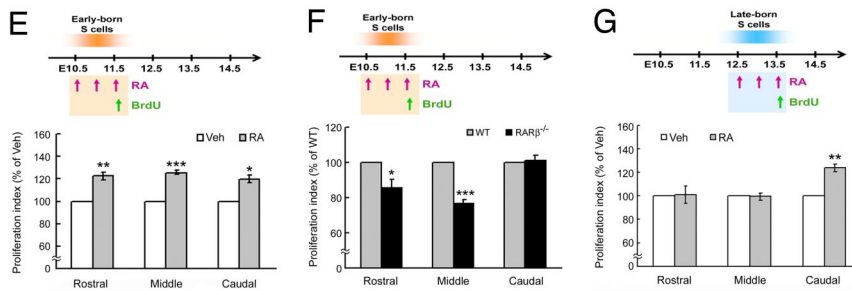 E
Early-born
S cells
E10.5 11.5 12.5 13.5 14.5
RA
BrdU
Proliferation index (% of Veh)
Veh RA
140
120
100
80
60
0
** *** *
Rostral Middle Caudal
F
Early-born
S cells
E10.5 11.5 12.5 13.5 14.5
RA
BrdU
Proliferation index (% of WT)
WT RARβ⁻/⁻
120
100
80
60
0
* ***
Rostral Middle Caudal
G
Late-born
S cells
E10.5 11.5 12.5 13.5 14.5
RA
BrdU
Proliferation index (% of Veh)
Veh RA
140
120
100
80
60
0
**
Rostral Middle Caudal